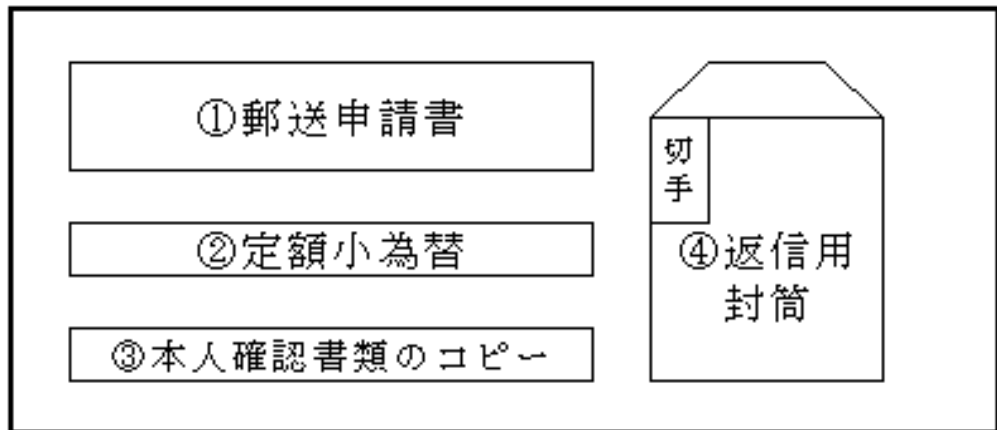 ①郵送申請書
②定額小為替
③本人確認書類のコピー
切
手
④返信用
封筒